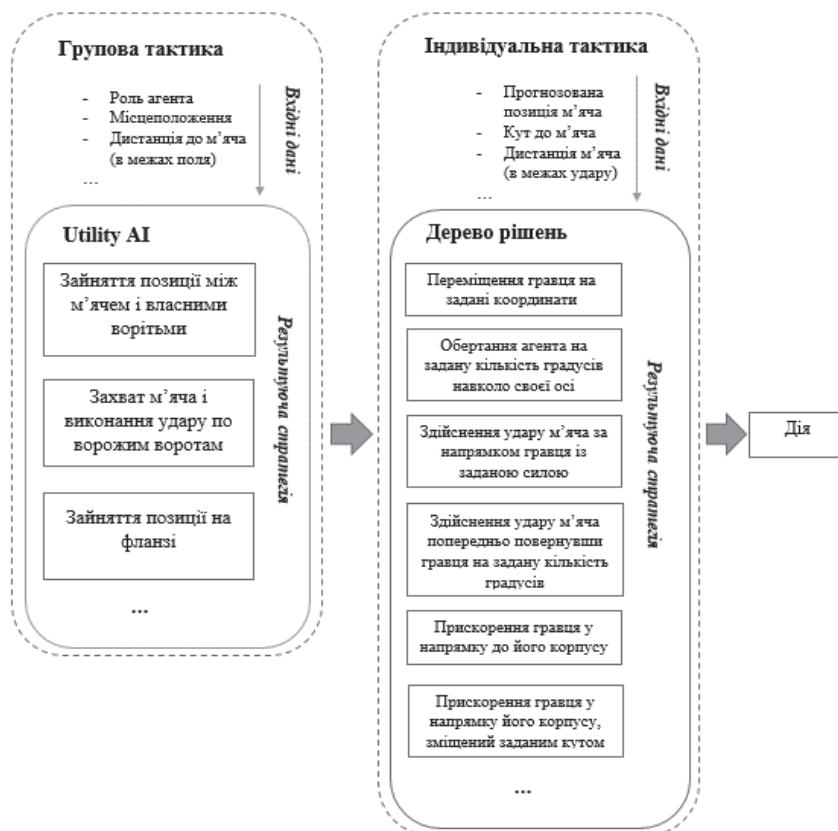 Групова тактика
- Роль агента
- Місцеположення
- Дистанція до м’яча
(в межах поля)
...
Вхідні дані
Utility AI
Зайняття позиції між
м’ячем і власними
ворітьми
Захват м’яча і
виконання удару по
ворожим воротам
Зайняття позиції на
фланзі
...
Результуюча стратегія
Індивідуальна тактика
- Прогнозована
позиція м’яча
- Кут до м’яча
- Дистанція м’яча
(в межах удару)
...
Вхідні дані
Дерево рішень
Переміщення гравця на
задані координати
Обертання агента на
задану кількість градусів
навколо своєї осі
Здійснення удару м’яча за
напрямком гравця із
заданою силою
Здійснення удару м’яча
попередньо повернувши
гравця на задану кількість
градусів
Прискорення гравця у
напрямку до його корпусу
Прискорення гравця у
напрямку його корпусу,
зміщений заданим кутом
...
Результуюча стратегія
Дія